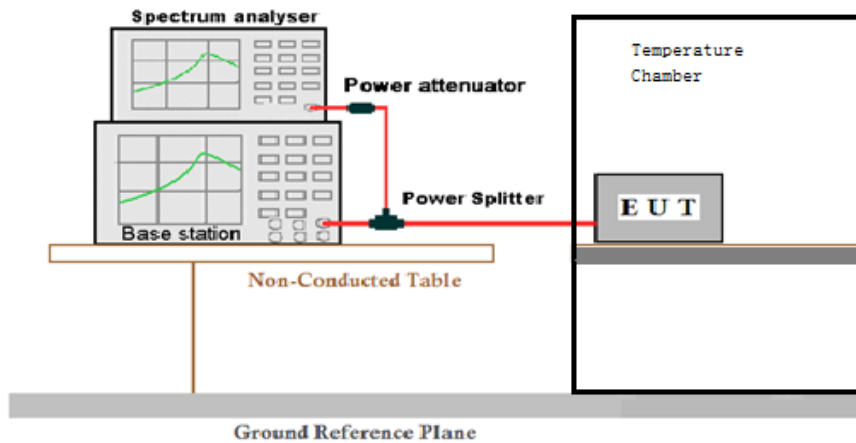 Spectrum analyser
Temperature
Chamber
Power attenuator
Power Splitter
E U T
Base station
Non-Conducted Table
Ground Reference Plane